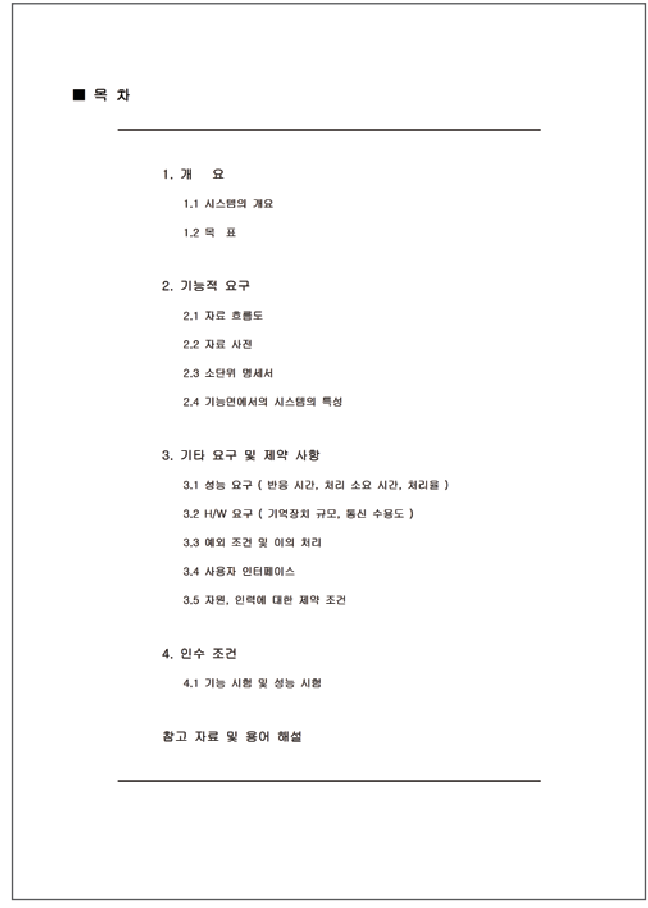 ■ 목 차
1. 개 요
1.1 시스템의 개요
1.2 목 표
2. 기능적 요구
2.1 자료 흐름도
2.2 자료 사전
2.3 소단위 명세서
2.4 기능면에서의 시스템의 특성
3. 기타 요구 및 제약 사항
3.1 성능 요구 ( 반응 시간, 처리 소요 시간, 처리율 )
3.2 H/W 요구 ( 기억장치 규모, 통신 수용도 )
3.3 예외 조건 및 이의 처리
3.4 사용자 인터페이스
3.5 자원, 인력에 대한 제약 조건
4. 인수 조건
4.1 기능 시험 및 성능 시험
참고 자료 및 용어 해설